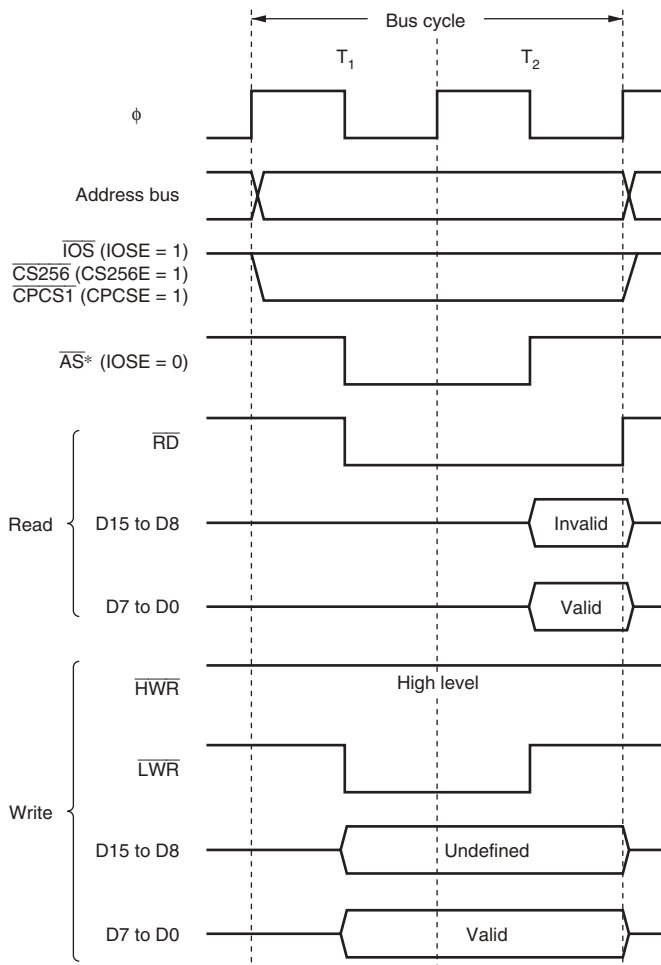 Bus cycle
T1 T2
ϕ
Address bus
IOS (IOSE = 1)
CS256 (CS256E = 1)
CPCS1 (CPCSE = 1)
AS* (IOSE = 0)
RD
Read
D15 to D8
Invalid
D7 to D0
Valid
HWR
High level
LWR
Write
D15 to D8
Undefined
D7 to D0
Valid